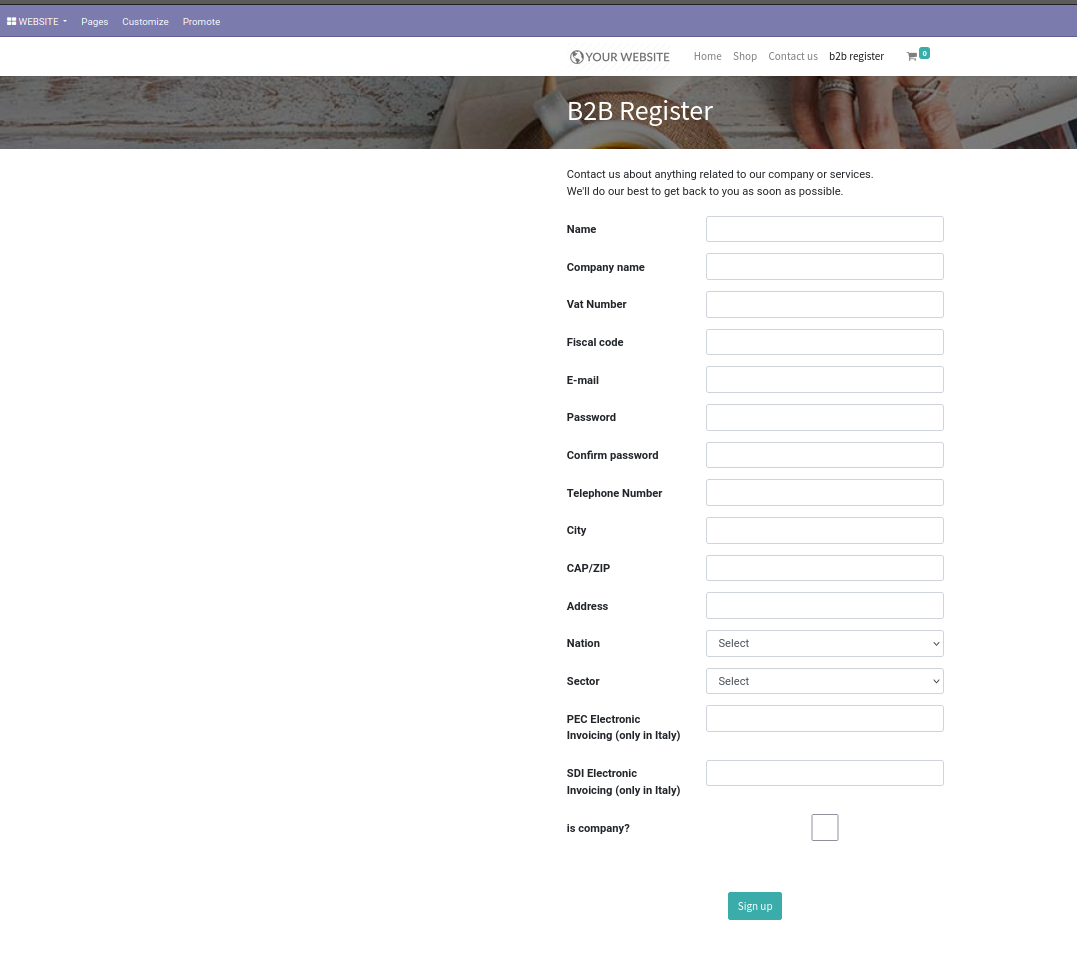 WEBSITE Pages Customize Promote
YOUR WEBSITE Home Shop Contact us b2b register 0
B2B Register
Contact us about anything related to our company or services.
We'll do our best to get back to you as soon as possible.
Name
Company name
Vat Number
Fiscal code
E-mail
Password
Confirm password
Telephone Number
City
CAP/ZIP
Address
Nation Select
Sector Select
PEC Electronic
Invoicing (only in Italy)
SDI Electronic
Invoicing (only in Italy)
is company?
Sign up